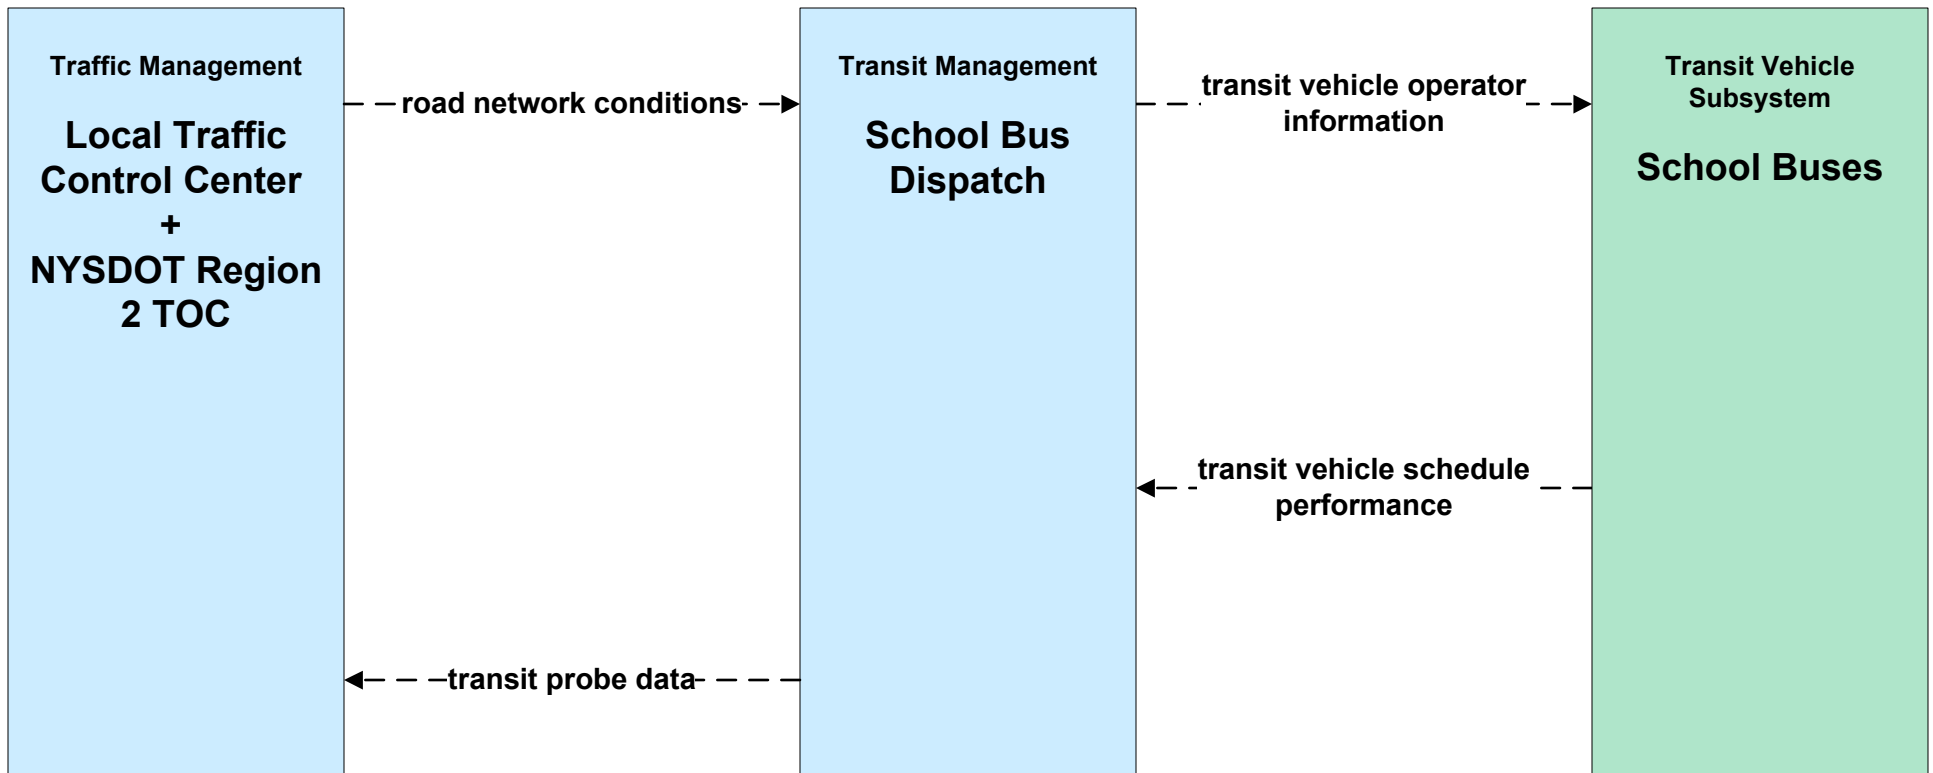 Traffic Management
Local Traffic
Control Center
+
NYSDOT Region
2 TOC
road network conditions
Transit Management
School Bus
Dispatch
transit vehicle operator
information
Transit Vehicle
Subsystem
School Buses
transit vehicle schedule
performance
transit probe data